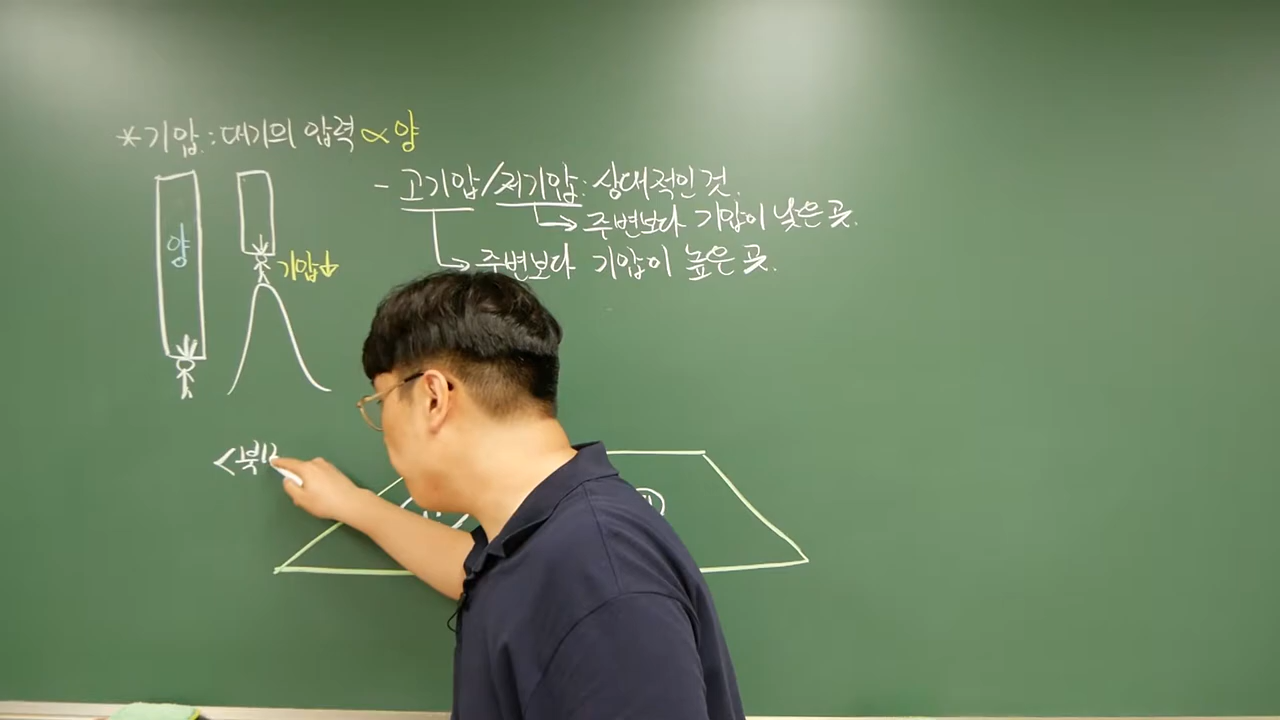 *기압:대기의 압력∝양
-고기압/저기압: 상대적인 것.
→주변보다 기압이 낮은 곳.
→주변보다 기압이 높은 곳.
양
기압↓
<북